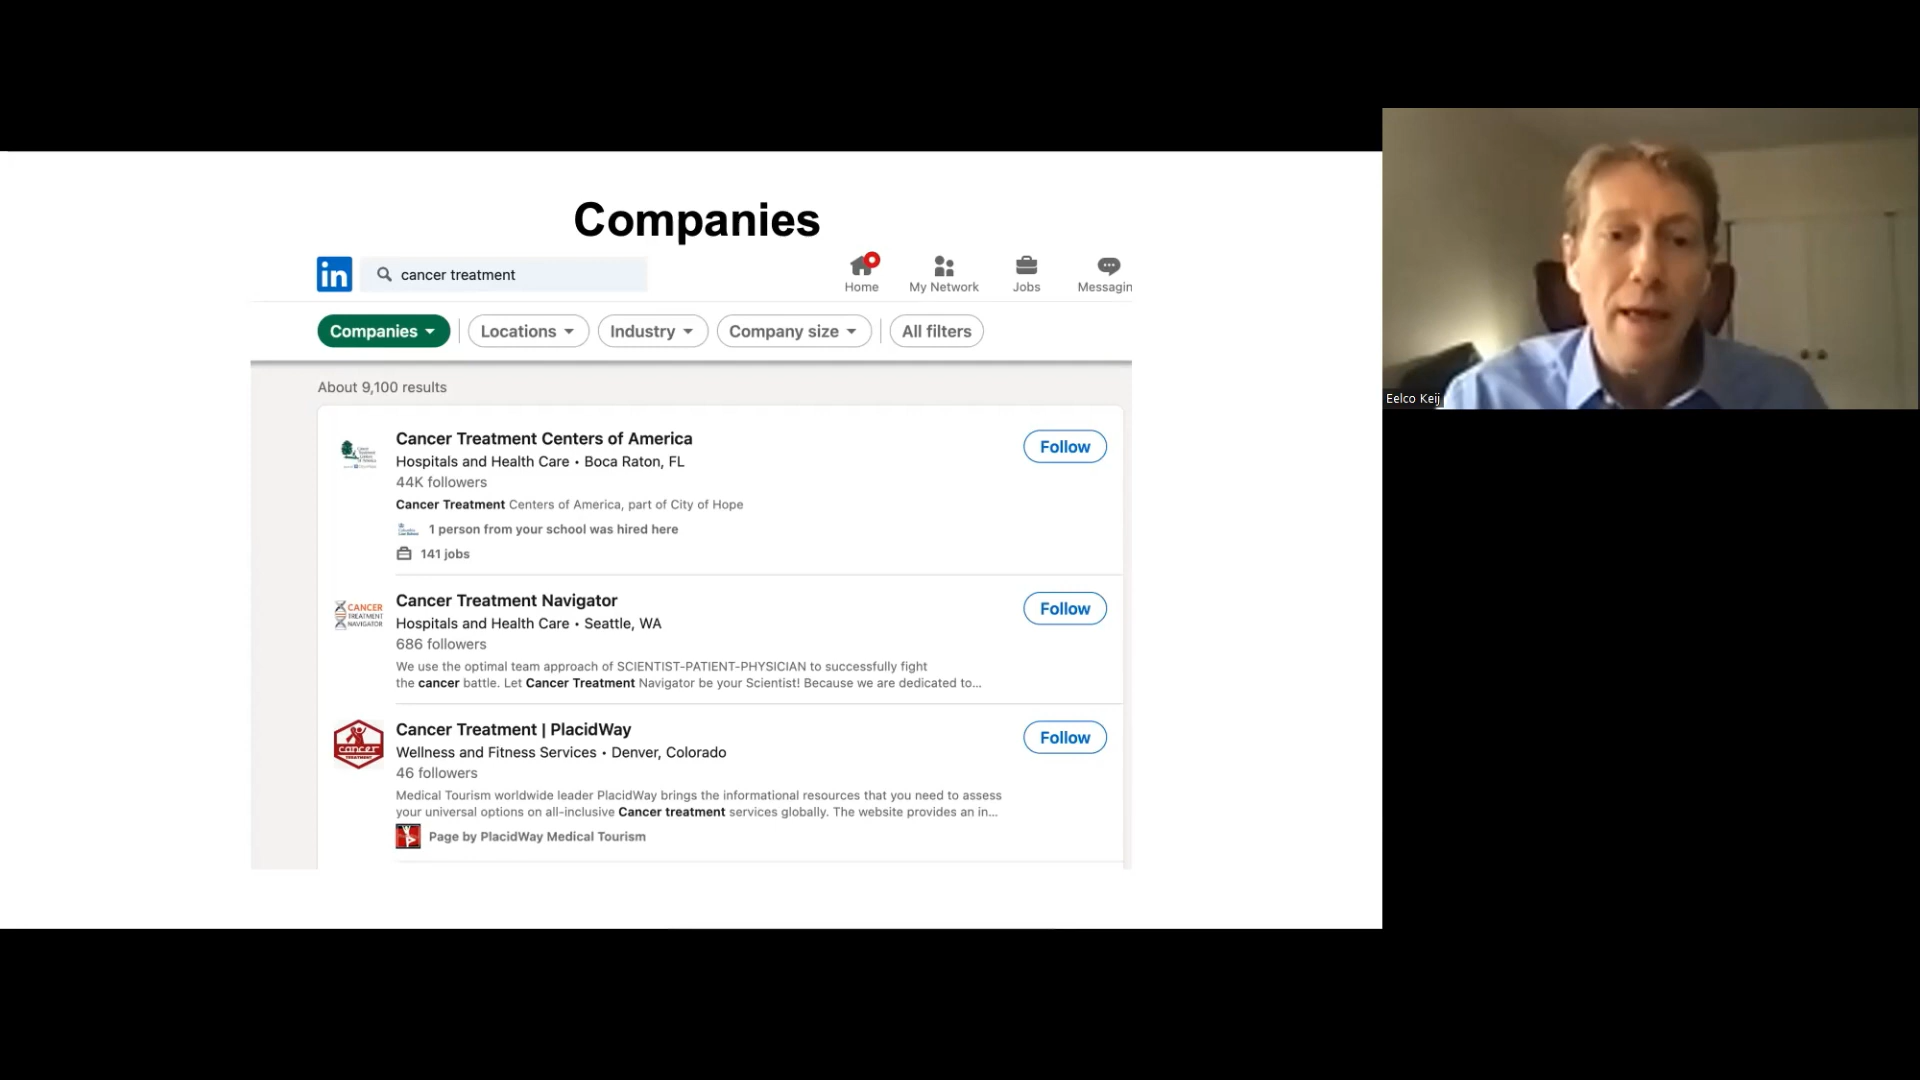 Companies
in
cancer treatment
Home
My Network
Jobs
Messagin
Companies
Locations
Industry
Company size
All filters
About 9,100 results
Cancer Treatment Centers of America
Follow
Hospitals and Health Care • Boca Raton, FL
44K followers
Cancer Treatment Centers of America, part of City of Hope
1 person from your school was hired here
141 jobs
CANCER
TREATMENT
NAVIGATOR
Cancer Treatment Navigator
Follow
Hospitals and Health Care • Seattle, WA
686 followers
We use the optimal team approach of SCIENTIST-PATIENT-PHYSICIAN to successfully fight
the cancer battle. Let Cancer Treatment Navigator be your Scientist! Because we are dedicated to...
cancer
TREATMENT
Cancer Treatment | PlacidWay
Follow
Wellness and Fitness Services • Denver, Colorado
46 followers
Medical Tourism worldwide leader PlacidWay brings the informational resources that you need to assess
your universal options on all-inclusive Cancer treatment services globally. The website provides an in...
Page by PlacidWay Medical Tourism
Eelco Keij